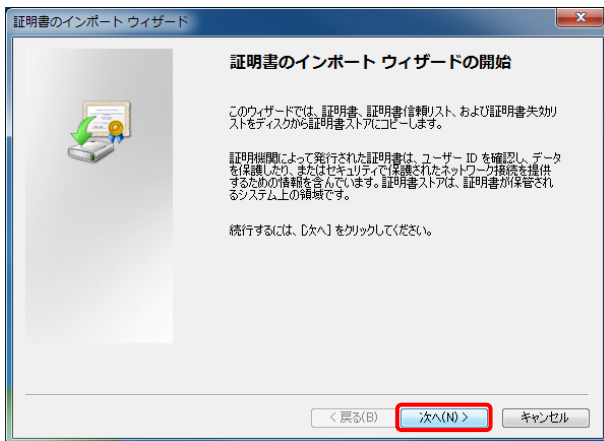 証明書のインポート ウィザード
証明書のインポート ウィザードの開始
このウィザードでは、証明書、証明書信頼リスト、および証明書失効リ
ストをディスクから証明書ストアにコピーします。
証明機関によって発行された証明書は、ユーザー ID を確認し、データ
を保護したり、またはセキュリティで保護されたネットワーク接続を提供
するための情報を含んでいます。証明書ストアは、証明書が保管され
るシステム上の領域です。
続行するには、[次へ] をクリックしてください。
< 戻る(B)
次へ(N) >
キャンセル